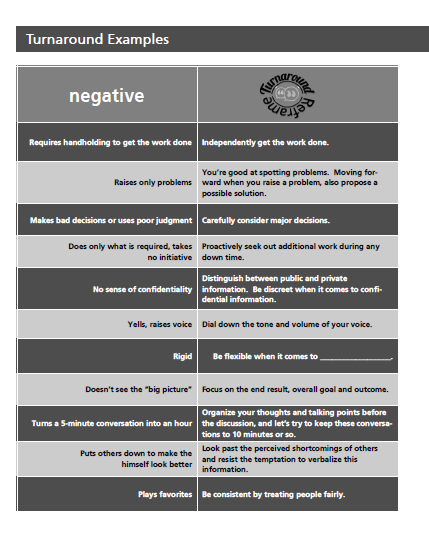 Turnaround Examples
negative
Turnaround
Reframe
Requires handholding to get the work done
Independently get the work done.
Raises only problems
You're good at spotting problems. Moving for-
ward when you raise a problem, also propose a
possible solution.
Makes bad decisions or uses poor judgment
Carefully consider major decisions.
Does only what is required, takes
no initiative
Proactively seek out additional work during any
down time.
No sense of confidentiality
Distinguish between public and private
information. Be discreet when it comes to confi-
dential information.
Yells, raises voice
Dial down the tone and volume of your voice.
Rigid
Be flexible when it comes to _________________.
Doesn't see the "big picture"
Focus on the end result, overall goal and outcome.
Turns a 5-minute conversation into an hour
Organize your thoughts and talking points before
the discussion, and let's try to keep these conversa-
tions to 10 minutes or so.
Puts others down to make the
himself look better
Look past the perceived shortcomings of others
and resist the temptation to verbalize this
information.
Plays favorites
Be consistent by treating people fairly.